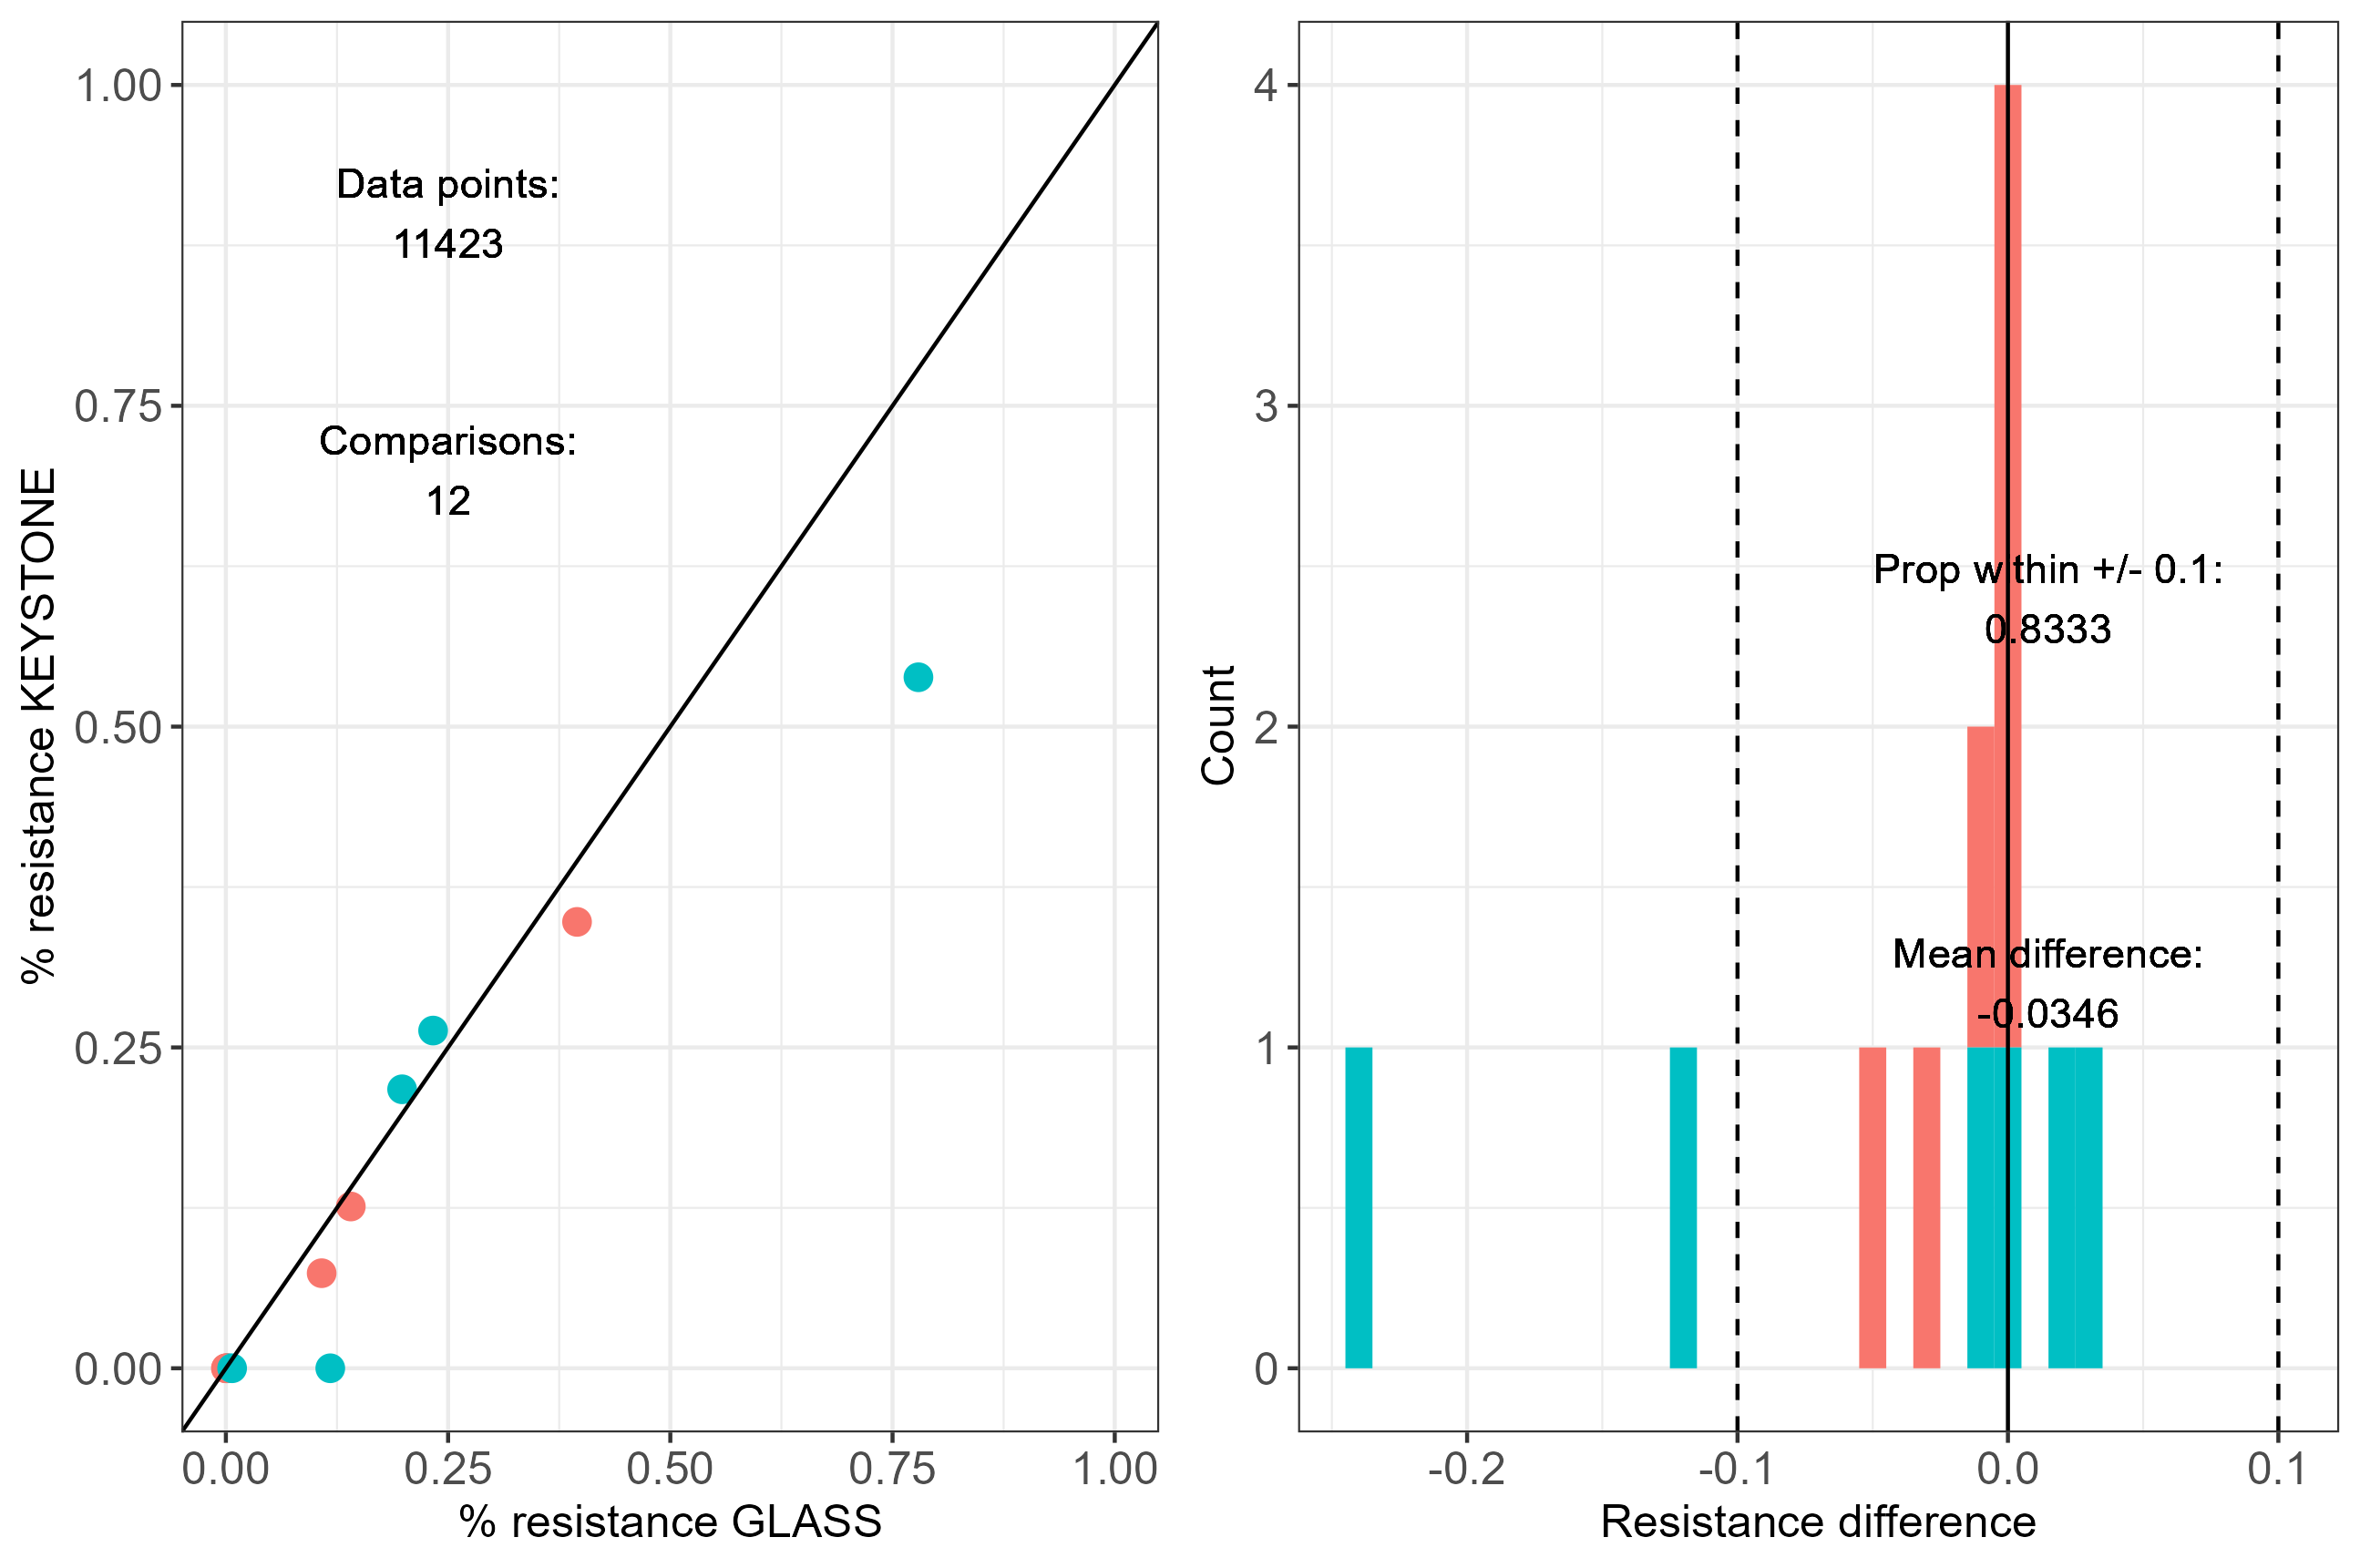 % resistance KEYSTONE
1.00
0.75
0.50
0.25
0.00
Data points:
11423
Comparisons:
12
0.00 0.25 0.50 0.75 1.00
% resistance GLASS
Count
4
3
2
1
0
Prop within +/- 0.1:
0.8333
Mean difference:
-0.0346
-0.2 -0.1 0.0 0.1
Resistance difference